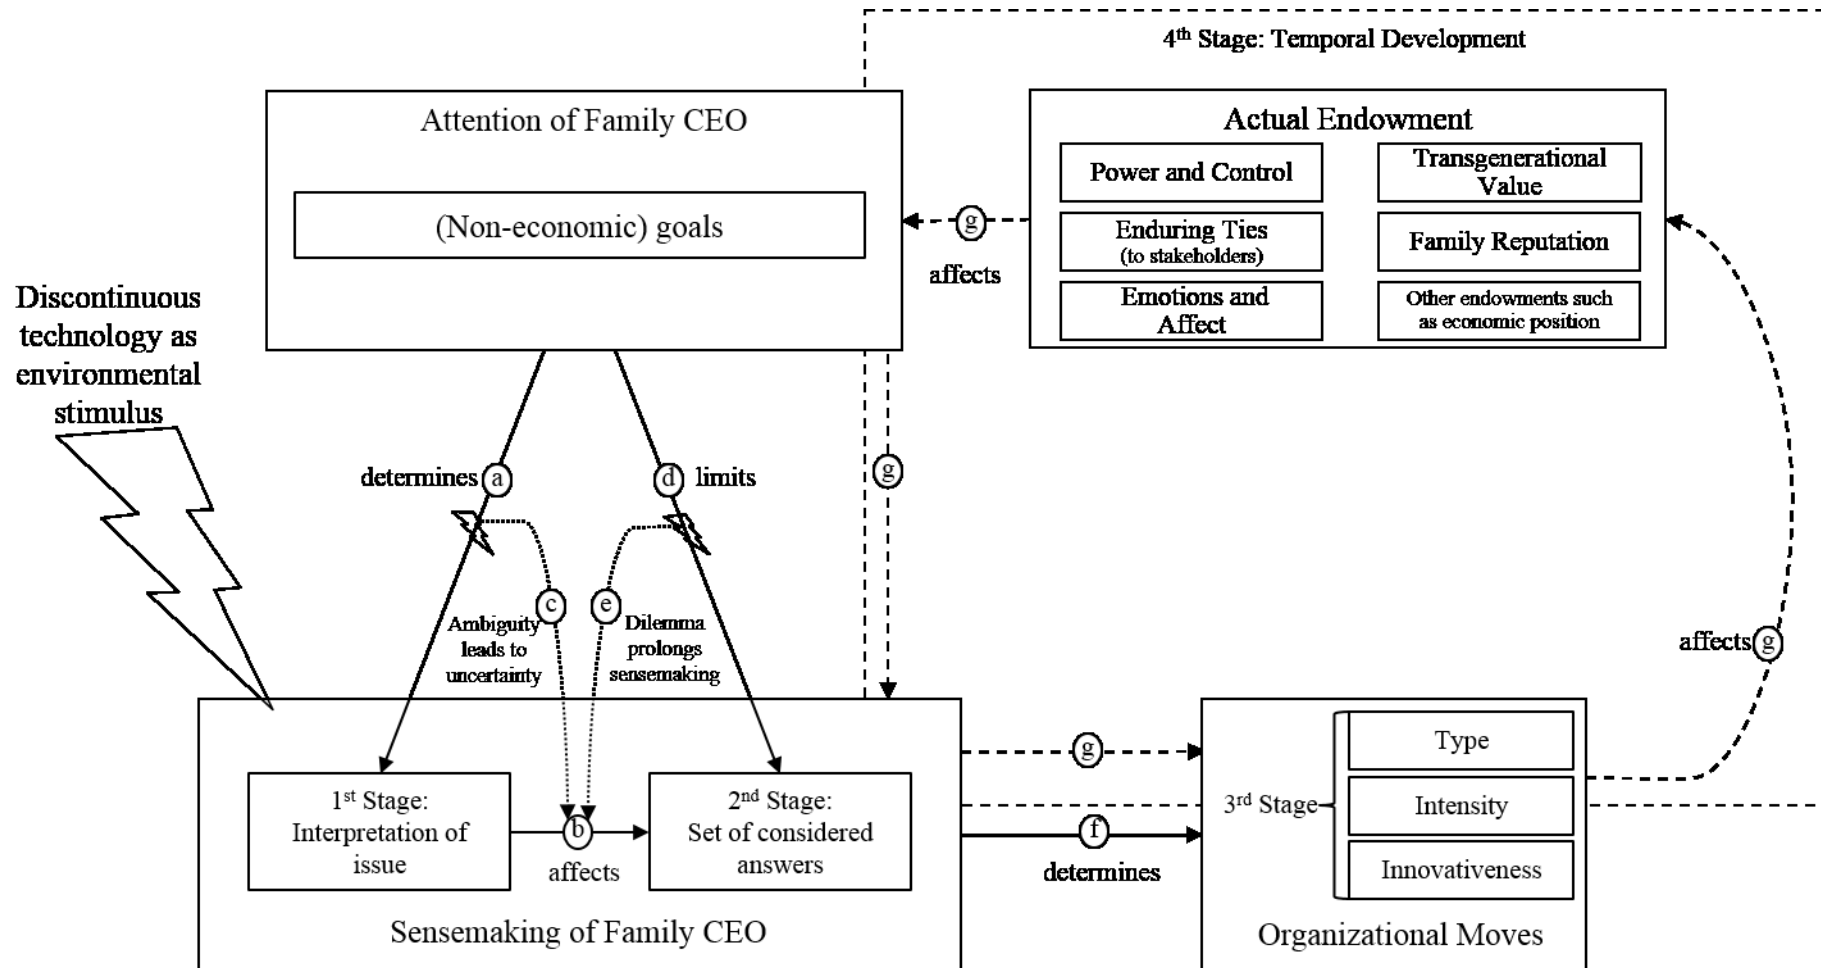 4th Stage: Temporal Development
Attention of Family CEO
(Non-economic) goals
Actual Endowment
Power and Control
Transgenerational
Value
Enduring Ties
(to stakeholders)
Family Reputation
Emotions and
Affect
Other endowments such
as economic position
g
affects
Discontinuous
technology as
environmental
stimulus
determines a
d limits
g
c
e
Ambiguity
leads to
uncertainty
Dilemma
prolongs
sensemaking
affects g
1st Stage:
Interpretation of
issue
b
affects
2nd Stage:
Set of considered
answers
Sensemaking of Family CEO
g
f
determines
3rd Stage
Type
Intensity
Innovativeness
Organizational Moves